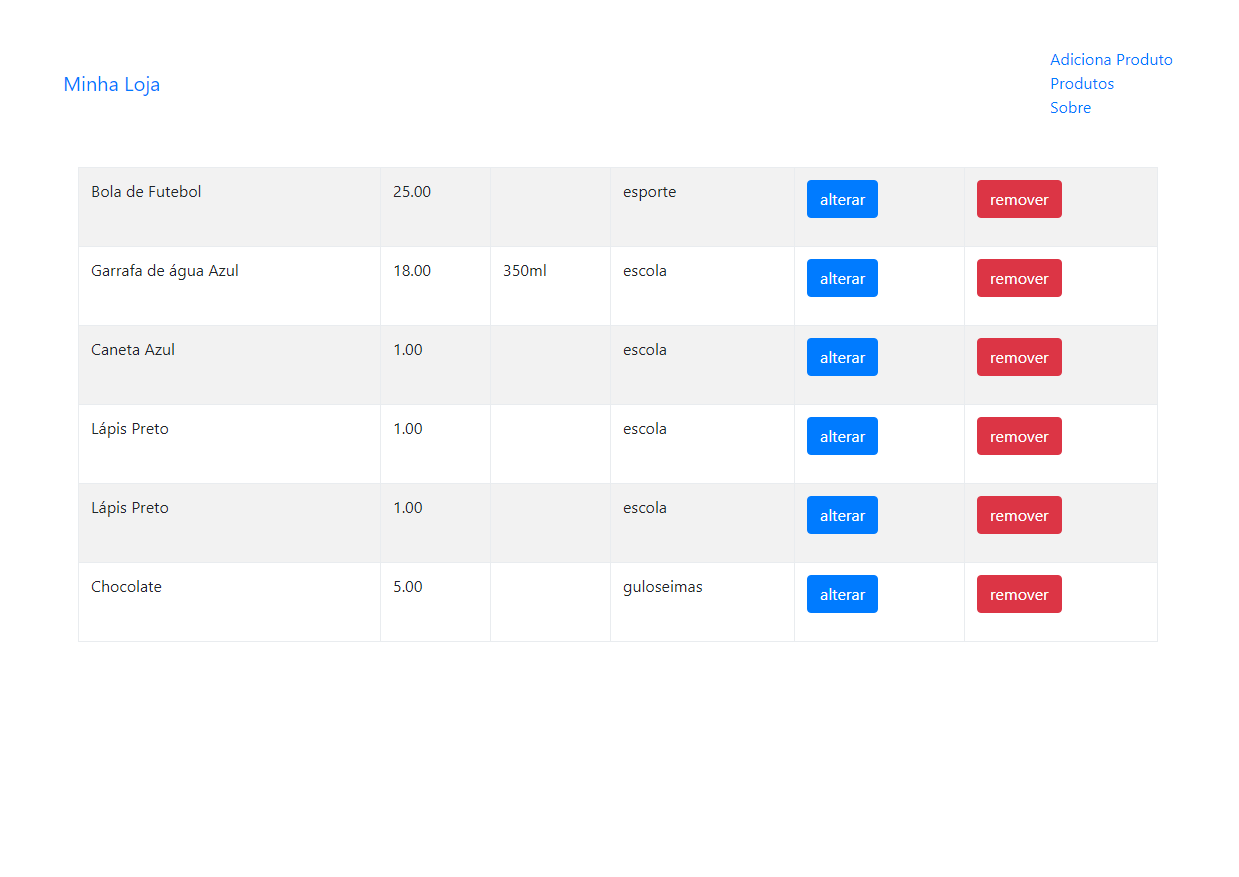 Minha Loja
Adiciona Produto
Produtos
Sobre
Bola de Futebol 25.00 esporte alterar remover
Garrafa de água Azul 18.00 350ml escola alterar remover
Caneta Azul 1.00 escola alterar remover
Lápis Preto 1.00 escola alterar remover
Lápis Preto 1.00 escola alterar remover
Chocolate 5.00 guloseimas alterar remover